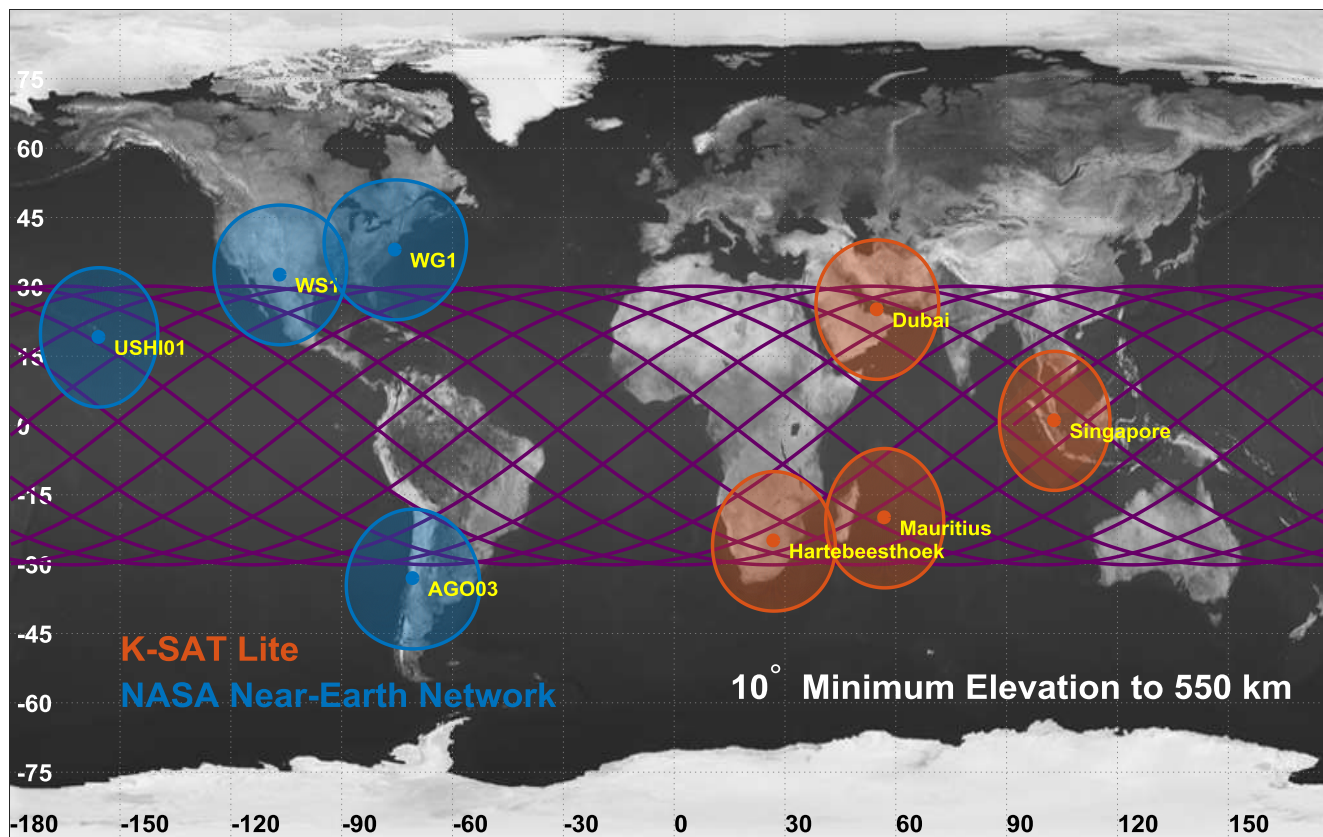 75
60
45
WG1
WS1
30
Dubai
USHI01
15
0
Singapore
-15
Mauritius
Hartebeesthoek
-30
AGO03
-45
K-SAT Lite
10° Minimum Elevation to 550 km
NASA Near-Earth Network
-60
-75
-180 -150 -120 -90 -60 -30 0 30 60 90 120 150